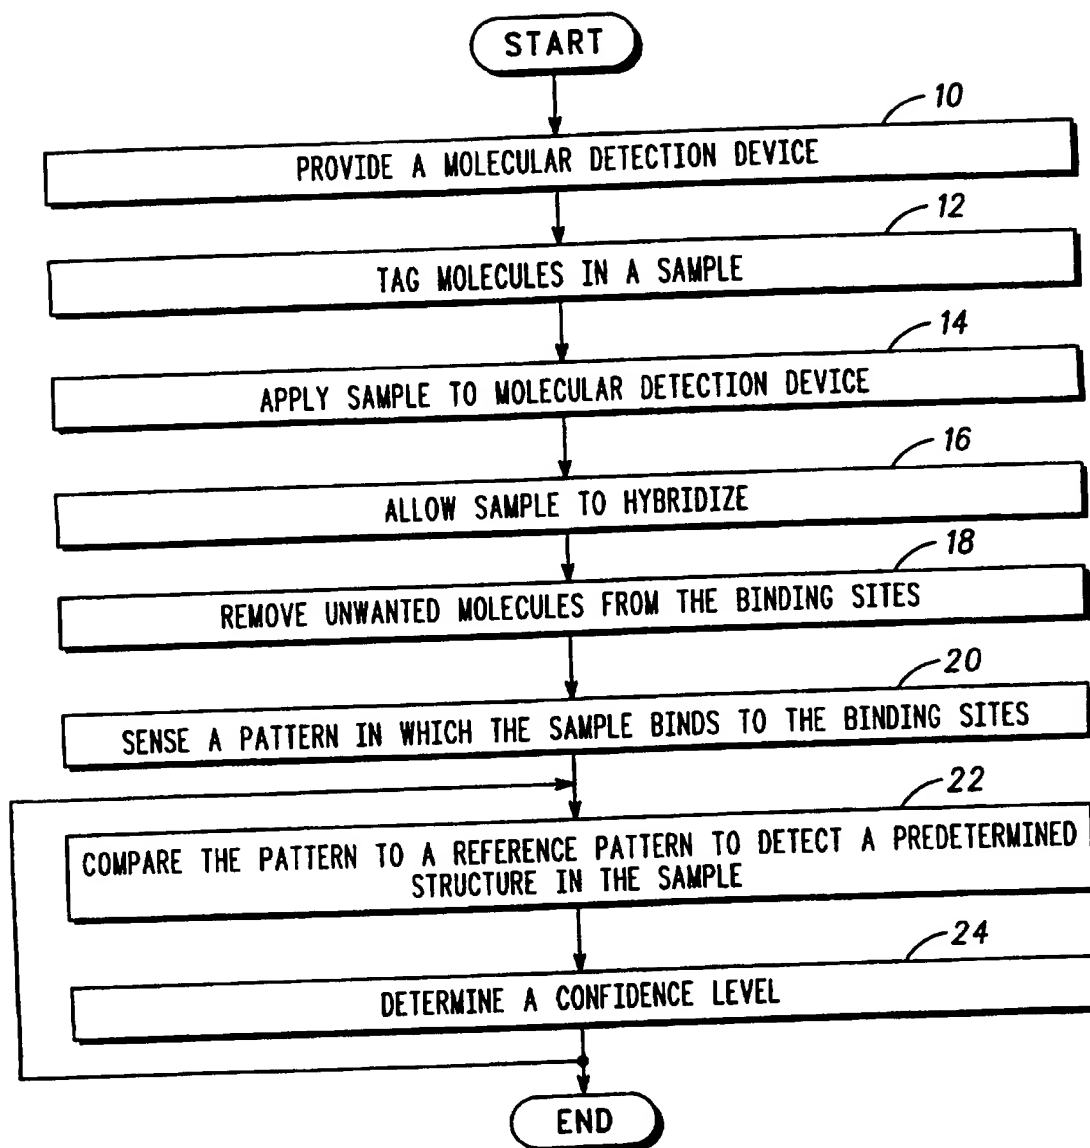 START
10
PROVIDE A MOLECULAR DETECTION DEVICE
12
TAG MOLECULES IN A SAMPLE
14
APPLY SAMPLE TO MOLECULAR DETECTION DEVICE
16
ALLOW SAMPLE TO HYBRIDIZE
18
REMOVE UNWANTED MOLECULES FROM THE BINDING SITES
20
SENSE A PATTERN IN WHICH THE SAMPLE BINDS TO THE BINDING SITES
22
COMPARE THE PATTERN TO A REFERENCE PATTERN TO DETECT A PREDETERMINED
STRUCTURE IN THE SAMPLE
24
DETERMINE A CONFIDENCE LEVEL
END